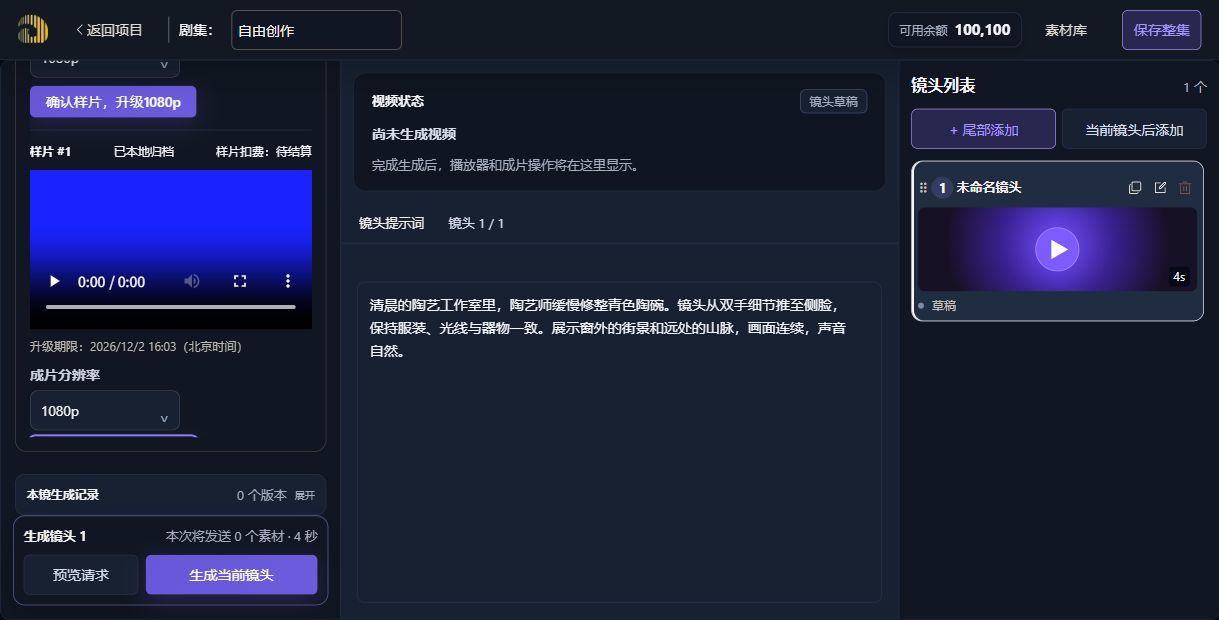 返回项目
剧集：
自由创作
可用余额 100,100
素材库
保存整集
1080p
确认样片，升级1080p
样片 #1 已本地归档 样片扣费：待结算
0:00 / 0:00
升级期限：2026/12/2 16:03（北京时间）
成片分辨率
1080p
本镜生成记录 0 个版本 展开
生成镜头 1 本次将发送 0 个素材 · 4 秒
预览请求 生成当前镜头
视频状态 镜头草稿
尚未生成视频
完成生成后，播放器和成片操作将在这里显示。
镜头提示词 镜头 1 / 1
清晨的陶艺工作室里，陶艺师缓慢修整青色陶碗。镜头从双手细节推至侧脸，
保持服装、光线与器物一致。展示窗外的街景和远处的山脉，画面连续，声音
自然。
镜头列表 1 个
+ 尾部添加 当前镜头后添加
1 未命名镜头
4s
草稿